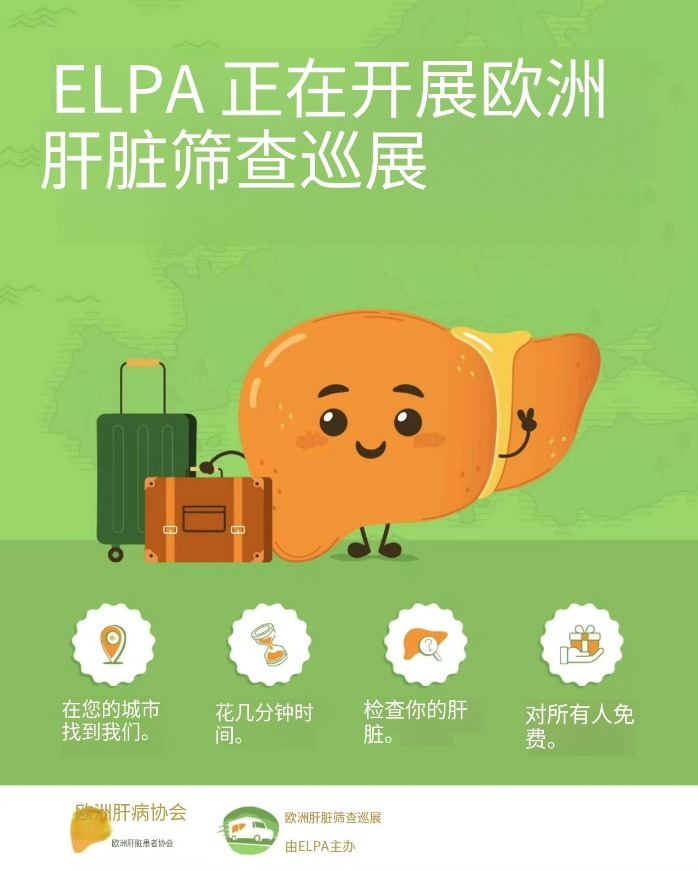 ELPA 正在开展欧洲
肝脏筛查巡展
在您的城市
找到我们。
花几分钟时
间。
检查你的肝
脏。
对所有人免
费。
欧洲肝病协会
欧洲肝脏患者协会
欧洲肝脏筛查巡展
由ELPA主办